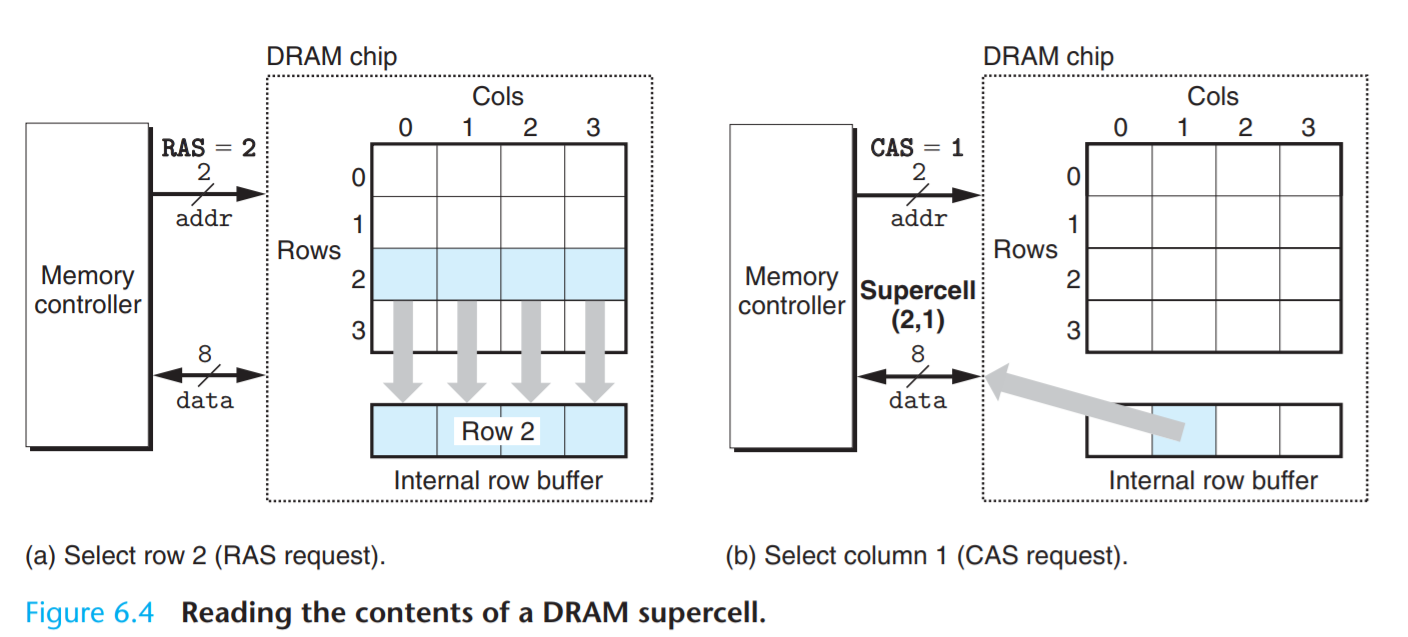 DRAM chip
Cols
0 1 2 3
RAS = 2
2
addr
0
1
Rows
2
3
Memory
controller
8
data
Row 2
Internal row buffer
(a) Select row 2 (RAS request).
DRAM chip
Cols
0 1 2 3
CAS = 1
2
addr
0
1
Rows
2
3
Memory
controller
Supercell
(2,1)
8
data
Internal row buffer
(b) Select column 1 (CAS request).
Figure 6.4 Reading the contents of a DRAM supercell.